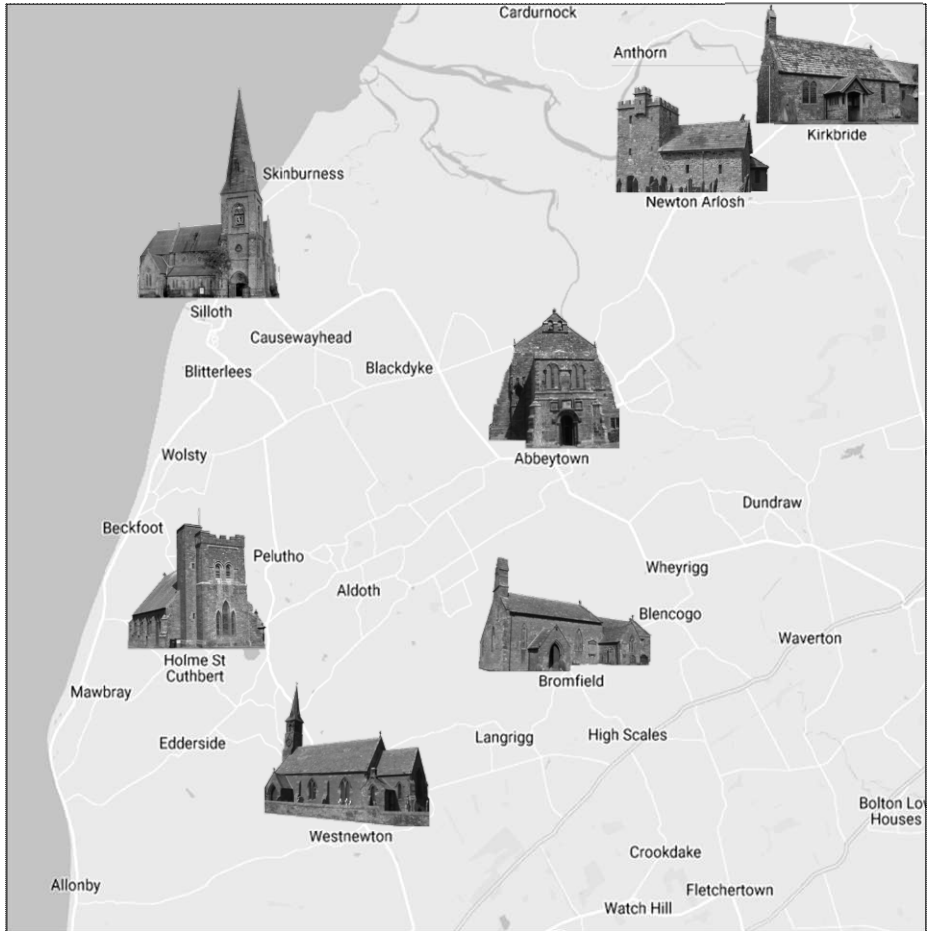 Cardurnock
Anthorn
Kirkbride
Skinburness
Newton Arlosh
Silloth
Causewayhead
Blitterlees
Blackdyke
Wolsty
Abbeytown
Dundraw
Beckfoot
Pelutho
Wheyrigg
Aldoth
Blencogo
Waverton
Holme St
Cuthbert
Bromfield
Mawbray
Edderside
Langrigg
High Scales
Bolton Lo
Houses
Westnewton
Crookdake
Allonby
Fletchertown
Watch Hill